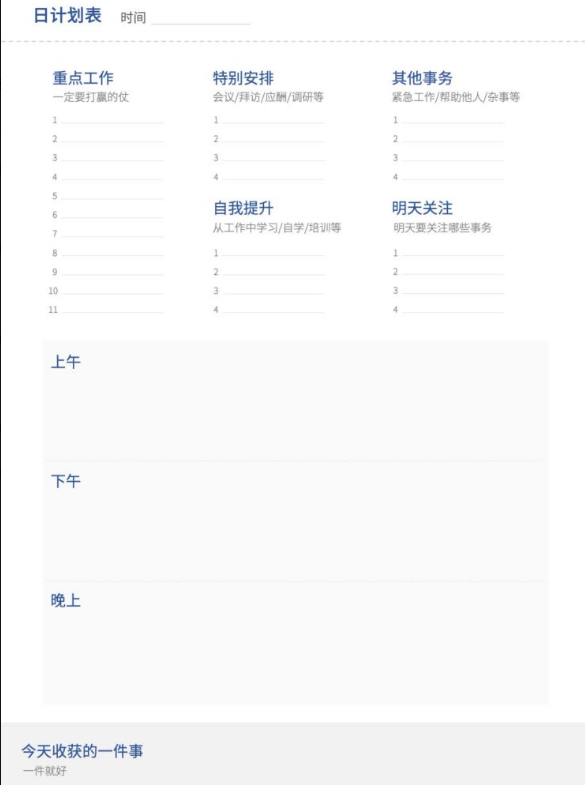 日计划表 时间
重点工作
一定要打赢的仗
1
2
3
4
5
6
7
8
9
10
11
特别安排
会议/拜访/应酬/调研等
1
2
3
4
其他事务
紧急工作/帮助他人/杂事等
1
2
3
4
自我提升
从工作中学习/自学/培训等
1
2
3
4
明天关注
明天要关注哪些事务
1
2
3
4
上午
下午
晚上
今天收获的一件事
一件就好